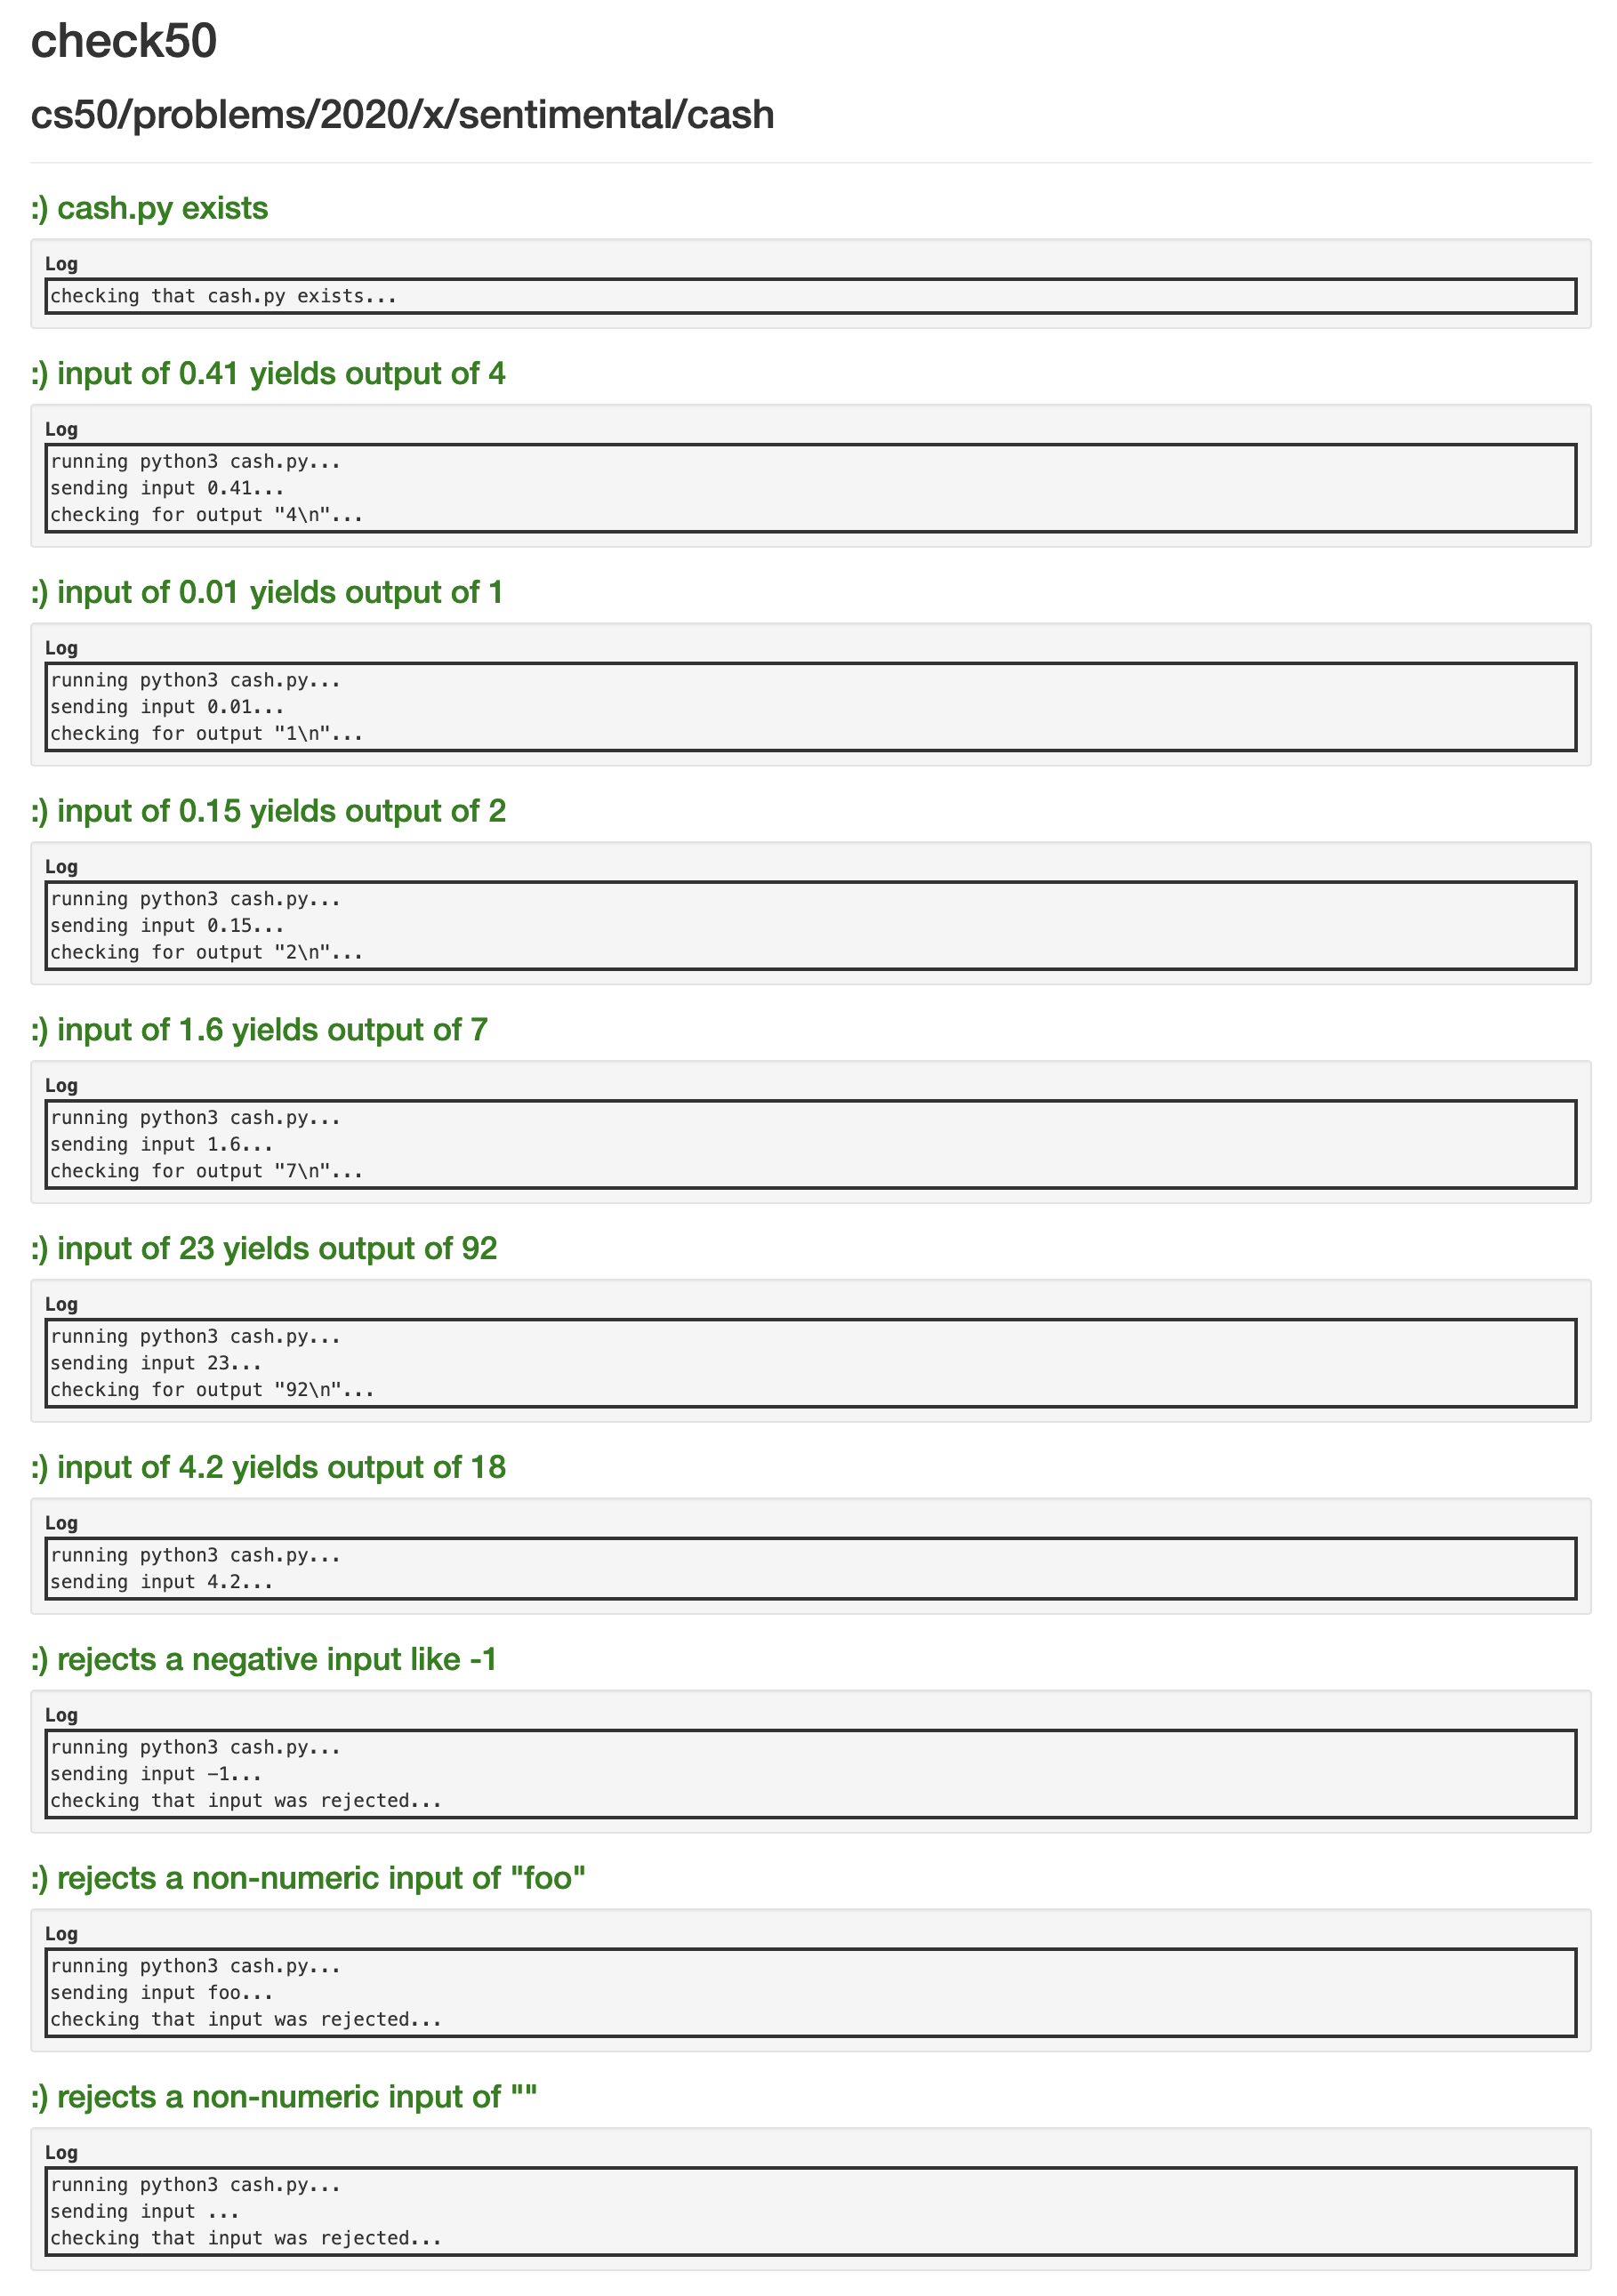 check50
cs50/problems/2020/x/sentimental/cash
:) cash.py exists
Log
checking that cash.py exists...
:) input of 0.41 yields output of 4
Log
running python3 cash.py...
sending input 0.41...
checking for output "4\n"...
:) input of 0.01 yields output of 1
Log
running python3 cash.py...
sending input 0.01...
checking for output "1\n"...
:) input of 0.15 yields output of 2
Log
running python3 cash.py...
sending input 0.15...
checking for output "2\n"...
:) input of 1.6 yields output of 7
Log
running python3 cash.py...
sending input 1.6...
checking for output "7\n"...
:) input of 23 yields output of 92
Log
running python3 cash.py...
sending input 23...
checking for output "92\n"...
:) input of 4.2 yields output of 18
Log
running python3 cash.py...
sending input 4.2...
:) rejects a negative input like -1
Log
running python3 cash.py...
sending input -1...
checking that input was rejected...
:) rejects a non-numeric input of "foo"
Log
running python3 cash.py...
sending input foo...
checking that input was rejected...
:) rejects a non-numeric input of ""
Log
running python3 cash.py...
sending input ...
checking that input was rejected...